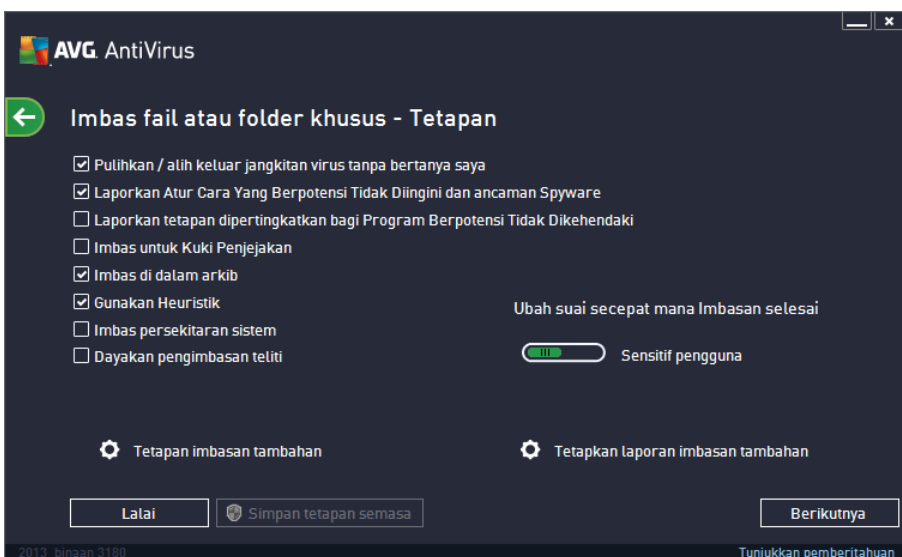 AVG. AntiVirus
Imbas fail atau folder khusus - Tetapan
Pulihkan / alih keluar jangkitan virus tanpa bertanya saya
Laporkan Atur Cara Yang Berpotensi Tidak Diingini dan ancaman Spyware
Laporkan tetapan dipertingkatkan bagi Program Berpotensi Tidak Dikehendaki
Imbas untuk Kuki Penjejakan
Imbas di dalam arkib
Gunakan Heuristik
Imbas persekitaran sistem
Dayakan pengimbasan teliti
Ubah suai secepat mana Imbasan selesai
Sensitif pengguna
Tetapan imbasan tambahan
Tetapkan laporan imbasan tambahan
Lalai
Simpan tetapan semasa
Berikutnya
2013 binaan 3180
Tunjukkan pemberitahuan